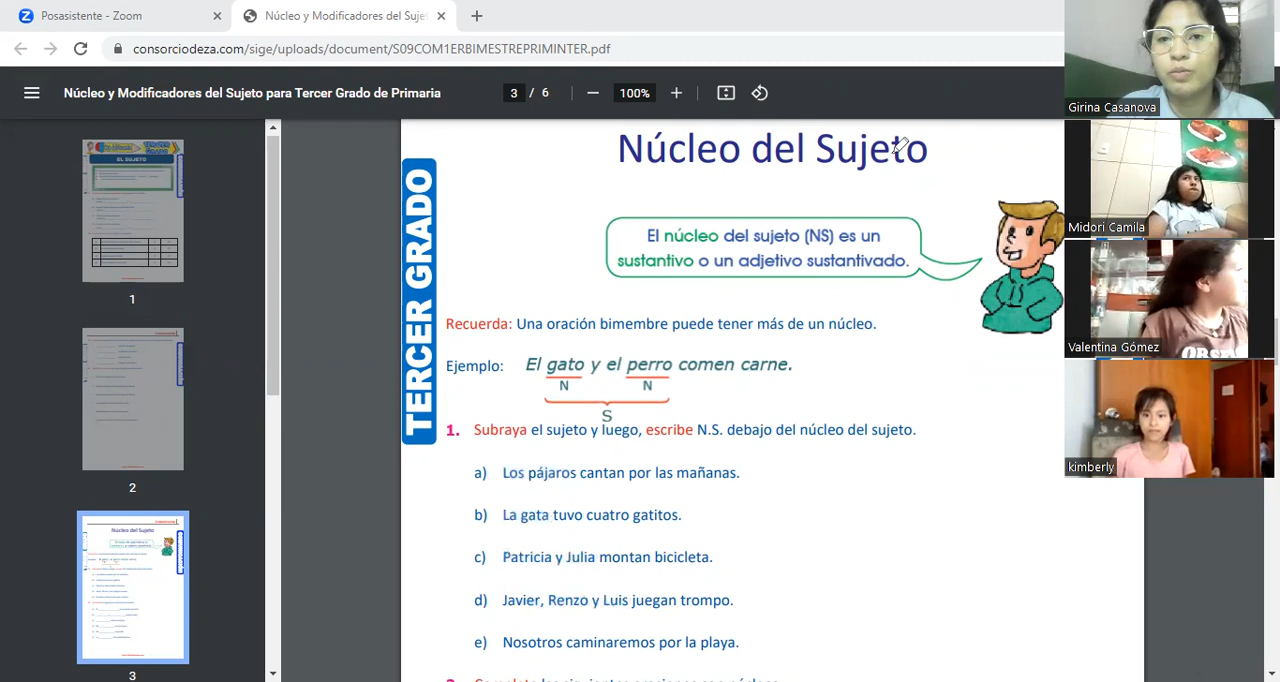 Posasistente - Zoom
Núcleo y Modificadores del Suje
consorciodeza.com/sige/uploads/document/S09COM1ERBIMESTREPRIMINTER.pdf
Núcleo y Modificadores del Sujeto para Tercer Grado de Primaria
3 / 6
100%
Girina Casanova
Midori Camila
Valentina Gómez
kimberly
EL SUJETO
1
2
Núcleo del Sujeto
3
TERCER GRADO
Núcleo del Sujeto
El núcleo del sujeto (NS) es un
sustantivo o un adjetivo sustantivado.
Recuerda: Una oración bimembre puede tener más de un núcleo.
Ejemplo: El gato y el perro comen carne.
N N
S
1. Subraya el sujeto y luego, escribe N.S. debajo del núcleo del sujeto.
a) Los pájaros cantan por las mañanas.
b) La gata tuvo cuatro gatitos.
c) Patricia y Julia montan bicicleta.
d) Javier, Renzo y Luis juegan trompo.
e) Nosotros caminaremos por la playa.